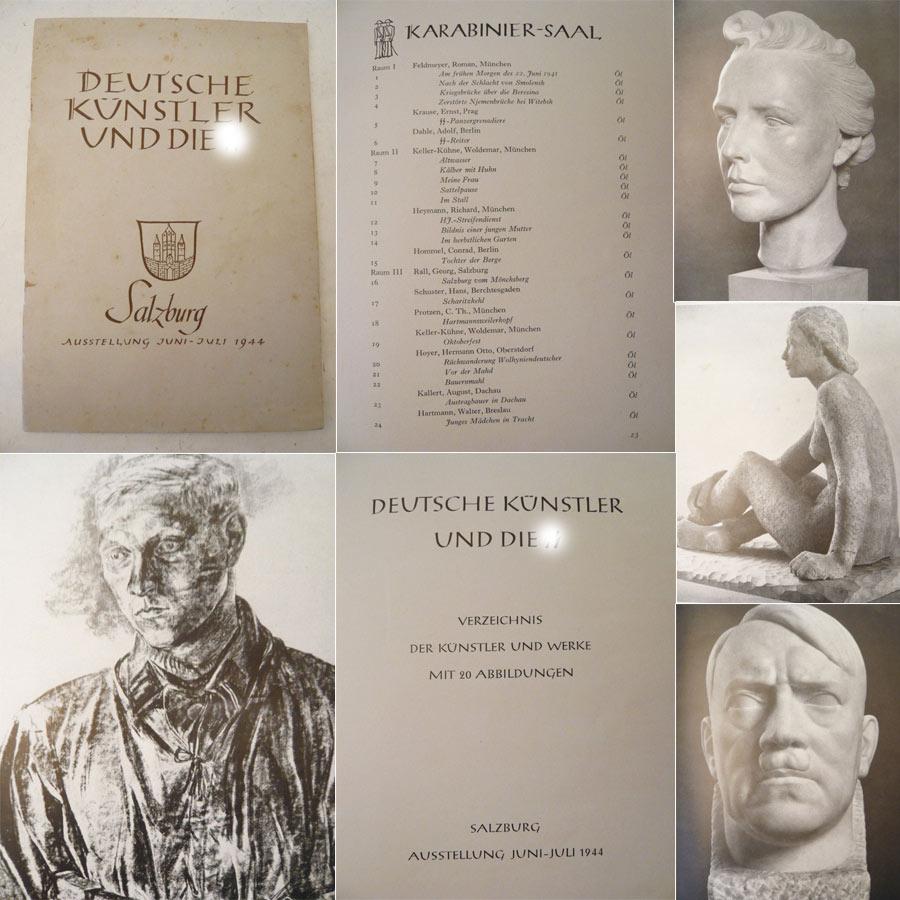 DEUTSCHE
KÜNSTLER
UND DIE
Salzburg
AUSSTELLUNG JUNI-JULI 1944
KARABINIER-SAAL
Raum I Feldmeyer, Roman, München
1 Am frühen Morgen des 22. Juni 1941 Öl
2 Nach der Schlacht von Smolensk Öl
3 Kriegsbrücke über die Beresina Öl
4 Zerstörte Njemenbrücke bei Witebsk Öl
Krause, Ernst, Prag
5 ᛋᛋ-Panzergrenadiere Öl
Dahle, Adolf, Berlin
6 ᛋᛋ-Reiter Öl
Raum II Keller-Kühne, Woldemar, München
7 Altwasser Öl
8 Kälber mit Huhn Öl
9 Meine Frau Öl
10 Sattelpause Öl
11 Im Stall Öl
Heymann, Richard, München
12 HJ.-Streifendienst Öl
13 Bildnis einer jungen Mutter Öl
14 Im herbstlichen Garten Öl
Hommel, Conrad, Berlin
15 Tochter der Berge Öl
Raum III Rall, Georg, Salzburg
16 Salzburg vom Mönchsberg Öl
Schuster, Hans, Berchtesgaden
17 Scharitzkehl Öl
Protzen, C. Th., München
18 Hartmannsweilerkopf Öl
Keller-Kühne, Woldemar, München
19 Oktoberfest Öl
Hoyer, Hermann Otto, Oberstdorf
20 Rückwanderung Wolhyniendeutscher Öl
21 Vor der Mahd Öl
22 Bauernmahl Öl
Kallert, August, Dachau
23 Austragbauer in Dachau Öl
Hartmann, Walter, Breslau
24 Junges Mädchen in Tracht Öl
23
DEUTSCHE KÜNSTLER
UND DIE
VERZEICHNIS
DER KÜNSTLER UND WERKE
MIT 20 ABBILDUNGEN
SALZBURG
AUSSTELLUNG JUNI-JULI 1944